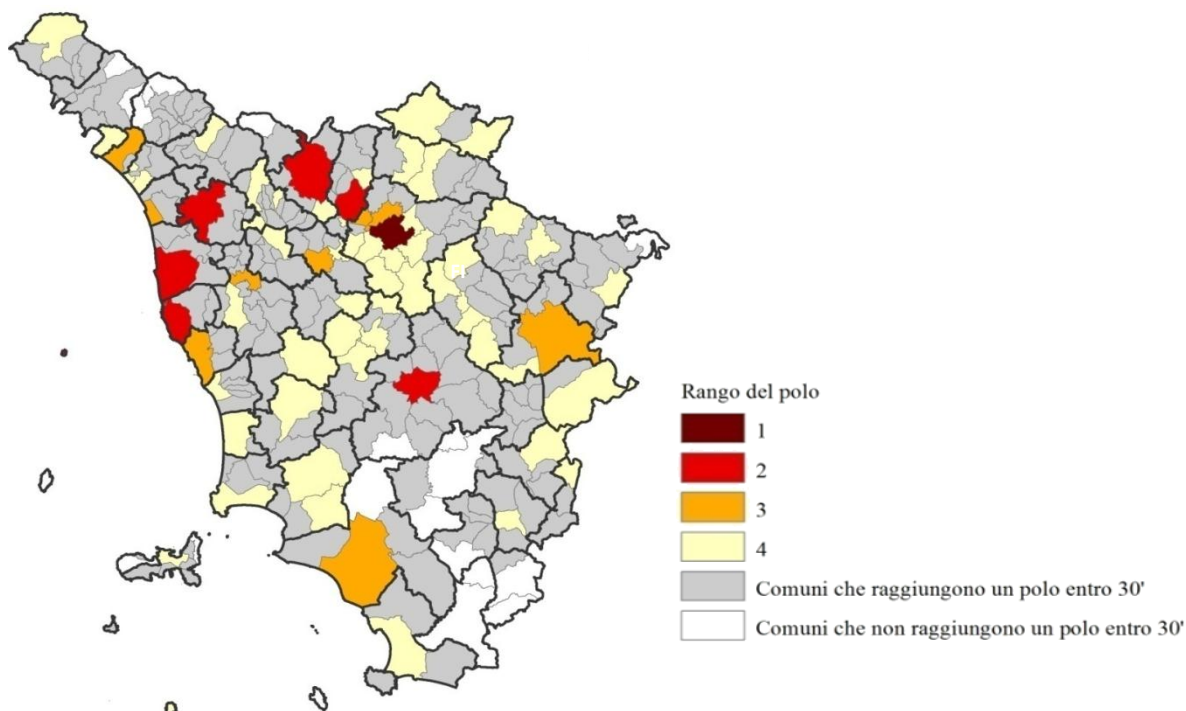 FI
Rango del polo
1
2
3
4
Comuni che raggiungono un polo entro 30'
Comuni che non raggiungono un polo entro 30'